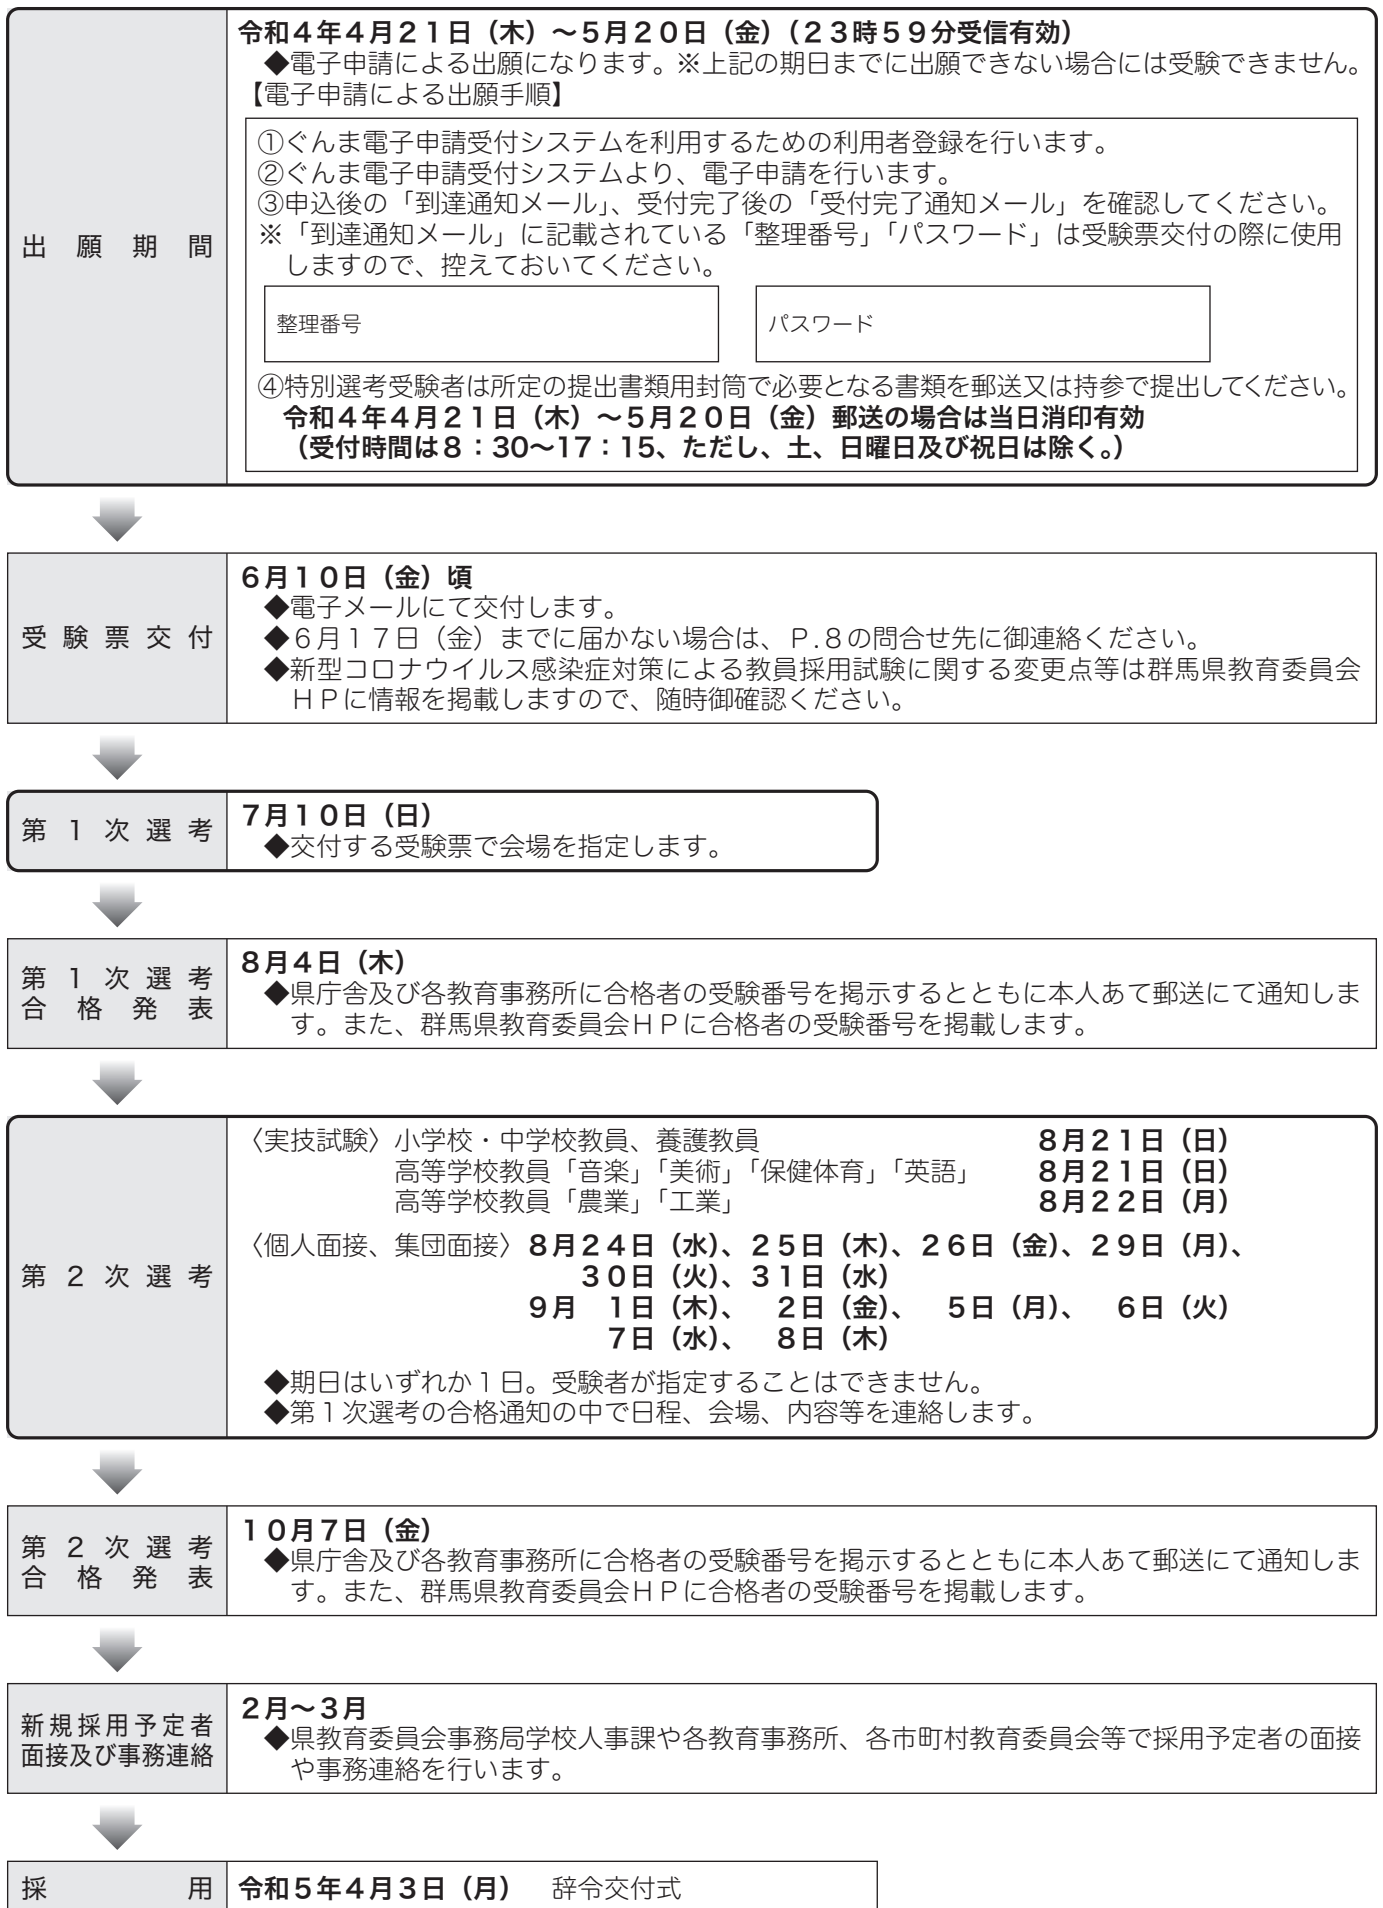 出願期間
令和４年４月２１日（木）～５月２０日（金）（２３時５９分受信有効）
◆電子申請による出願になります。※上記の期日までに出願できない場合には受験できません。
【電子申請による出願手順】
①ぐんま電子申請受付システムを利用するための利用者登録を行います。
②ぐんま電子申請受付システムより、電子申請を行います。
③申込後の「到達通知メール」、受付完了後の「受付完了通知メール」を確認してください。
※「到達通知メール」に記載されている「整理番号」「パスワード」は受験票交付の際に使用
しますので、控えておいてください。
整理番号
パスワード
④特別選考受験者は所定の提出書類用封筒で必要となる書類を郵送又は持参で提出してください。
令和４年４月２１日（木）～５月２０日（金）郵送の場合は当日消印有効
（受付時間は８：30～17：15、ただし、土、日曜日及び祝日は除く。）
受験票交付
６月１０日（金）頃
◆電子メールにて交付します。
◆６月１７日（金）までに届かない場合は、Ｐ.８の問合せ先に御連絡ください。
◆新型コロナウイルス感染症対策による教員採用試験に関する変更点等は群馬県教育委員会
ＨＰに情報を掲載しますので、随時御確認ください。
第１次選考
７月１０日（日）
◆交付する受験票で会場を指定します。
第１次選考
合格発表
８月４日（木）
◆県庁舎及び各教育事務所に合格者の受験番号を掲示するとともに本人あて郵送にて通知しま
す。また、群馬県教育委員会ＨＰに合格者の受験番号を掲載します。
第２次選考
〈実技試験〉小学校・中学校教員、養護教員　８月２１日（日）
高等学校教員「音楽」「美術」「保健体育」「英語」　８月２１日（日）
高等学校教員「農業」「工業」　８月２２日（月）
〈個人面接、集団面接〉８月２４日（水）、２５日（木）、２６日（金）、２９日（月）、
３０日（火）、３１日（水）
９月　１日（木）、　２日（金）、　５日（月）、　６日（火）
７日（水）、　８日（木）
◆期日はいずれか１日。受験者が指定することはできません。
◆第１次選考の合格通知の中で日程、会場、内容等を連絡します。
第２次選考
合格発表
１０月７日（金）
◆県庁舎及び各教育事務所に合格者の受験番号を掲示するとともに本人あて郵送にて通知しま
す。また、群馬県教育委員会ＨＰに合格者の受験番号を掲載します。
新規採用予定者
面接及び事務連絡
２月～３月
◆県教育委員会事務局学校人事課や各教育事務所、各市町村教育委員会等で採用予定者の面接
や事務連絡を行います。
採用
令和５年４月３日（月）　辞令交付式